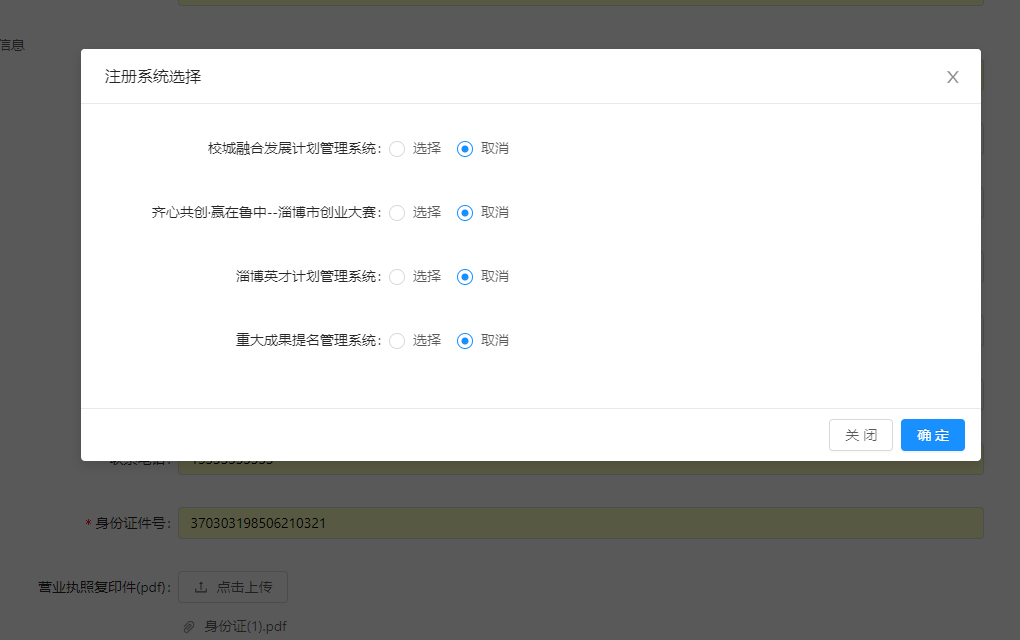 信息
注册系统选择
校城融合发展计划管理系统： 选择 取消
齐心共创·赢在鲁中--淄博市创业大赛： 选择 取消
淄博英才计划管理系统： 选择 取消
重大成果提名管理系统： 选择 取消
关 闭 确 定
* 身份证件号： 370303198506210321
营业执照复印件(pdf)： 点击上传
身份证(1).pdf